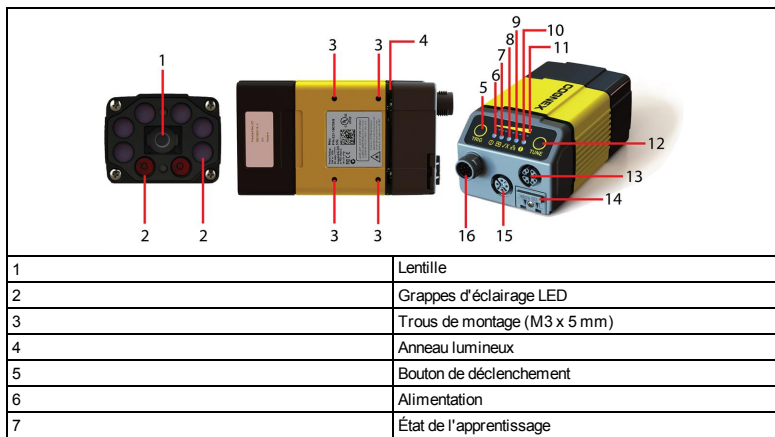 9
8
10
7
11
1
3
3
4
6
5
COGNEX
TRIG
TUNE
12
13
14
2
2
3
3
16
15
1 Lentille
2 Grappes d'éclairage LED
3 Trous de montage (M3 x 5 mm)
4 Anneau lumineux
5 Bouton de déclenchement
6 Alimentation
7 État de l'apprentissage